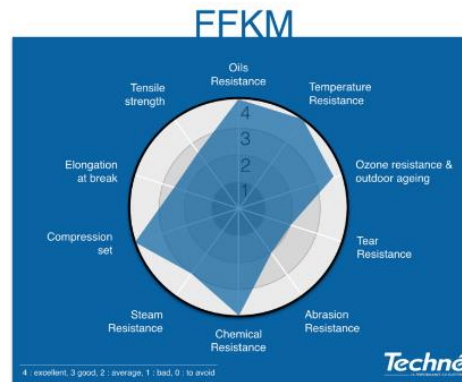 FFKM
Oils
Resistance
Tensile
strength
Temperature
Resistance
4
3
2
1
Elongation
at break
Ozone resistance &
outdoor ageing
Compression
set
Tear
Resistance
Steam
Resistance
Abrasion
Resistance
Chemical
Resistance
4 : excellent, 3 good, 2 : average, 1 : bad, 0 : to avoid
Techné